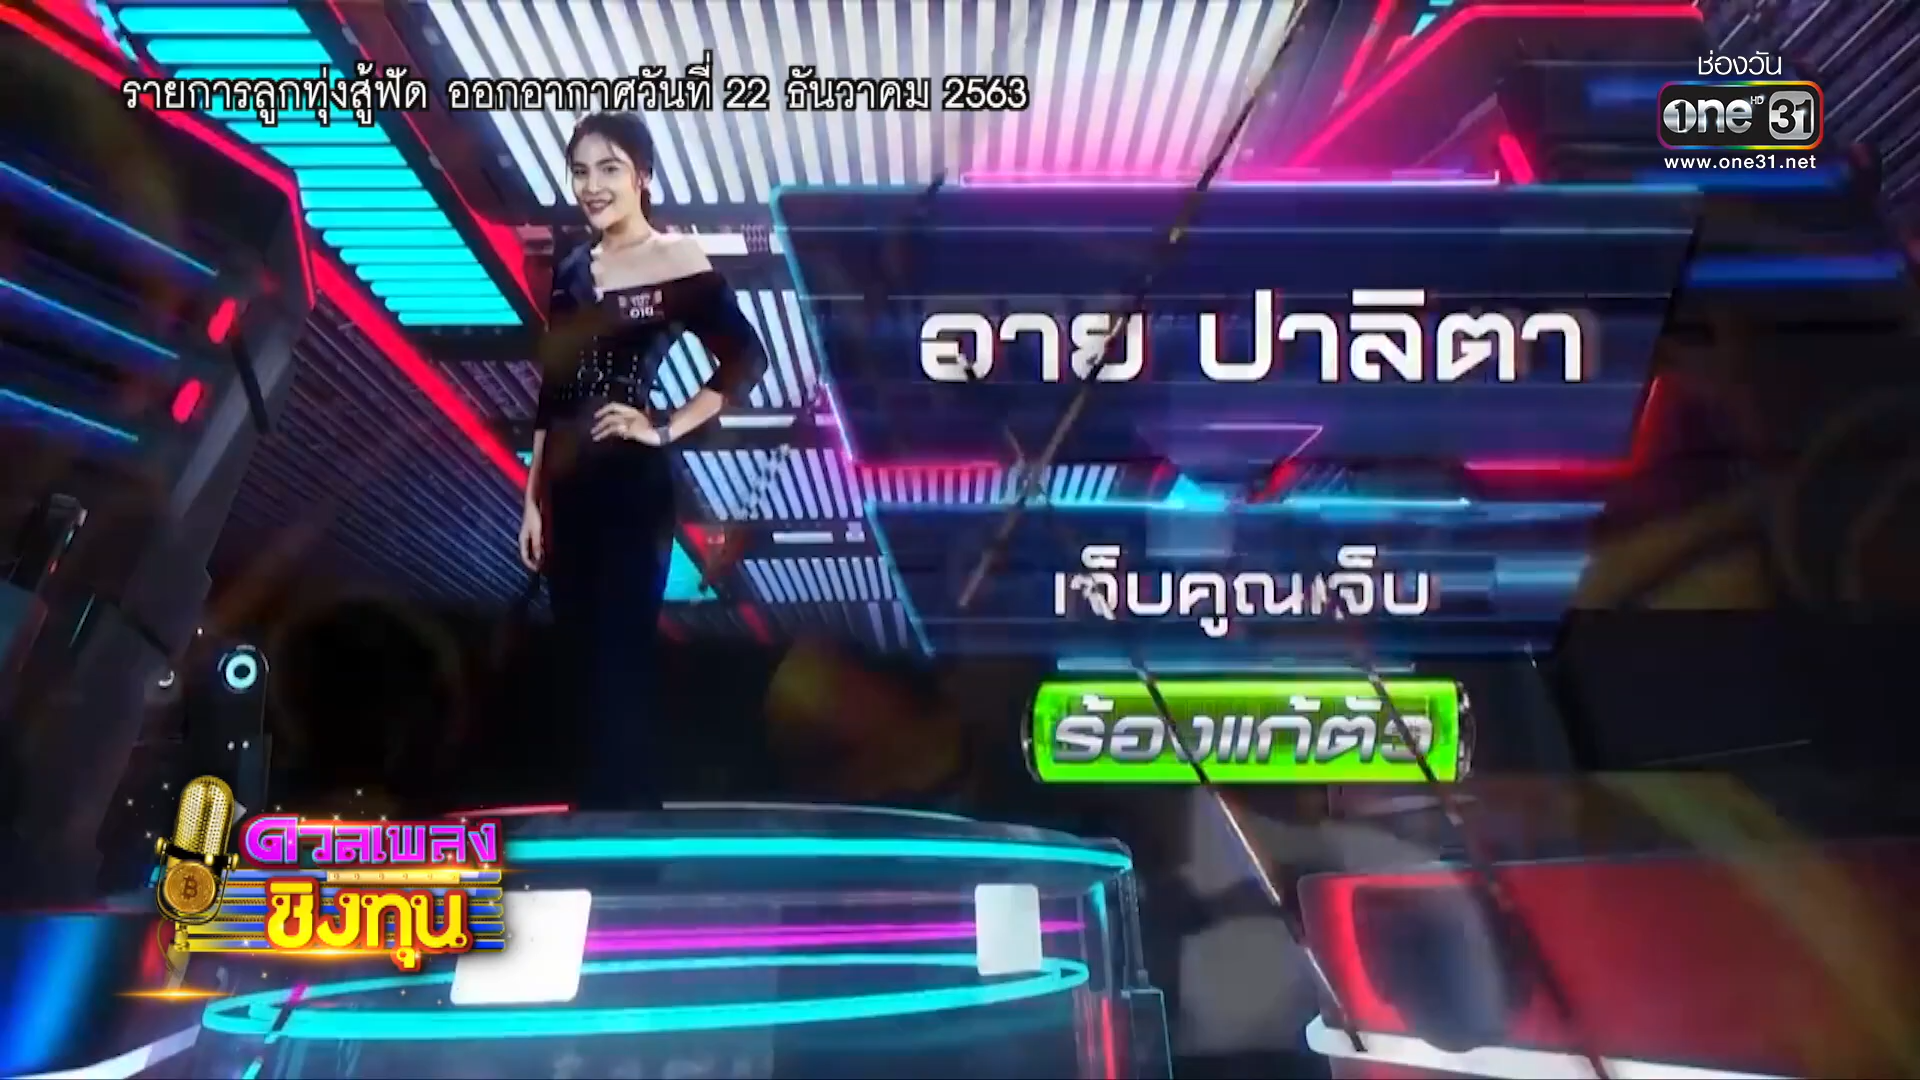 รายการลูกทุ่งสู้ฟัด ออกอากาศวันที่ 22 ธันวาคม 2563
ช่องวัน
one HD 31
www.one31.net
อาย ปาลิตา
เจ็บคูณเจ็บ
ร้องแก้ตัว
ดวลเพลง
ชิงทุน